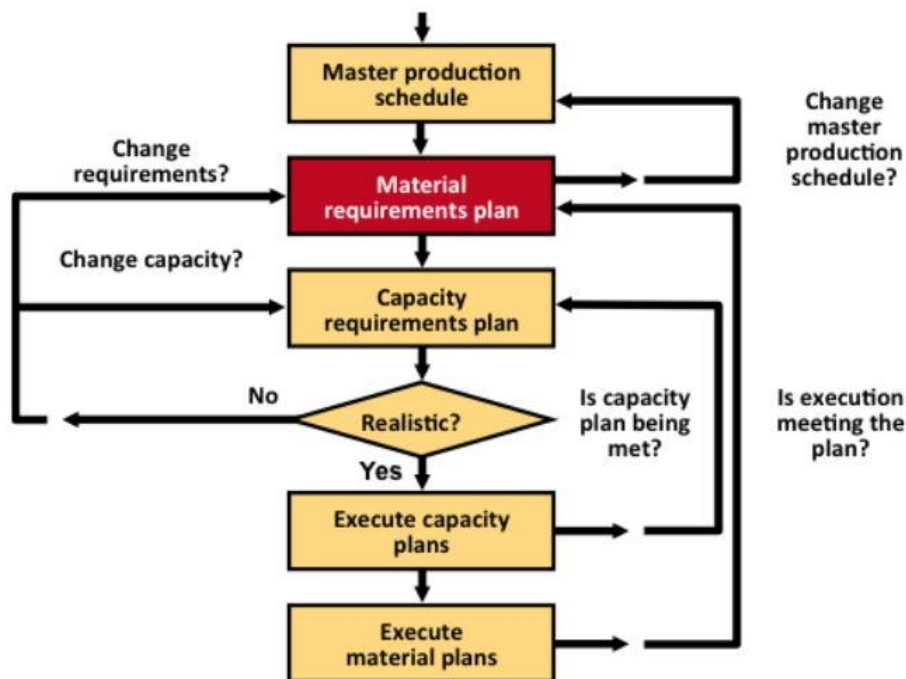 Master production
schedule
Change
master
production
schedule?
Change
requirements?
Material
requirements plan
Change capacity?
Capacity
requirements plan
No
Realistic?
Is capacity
plan being
met?
Is execution
meeting the
plan?
Yes
Execute capacity
plans
Execute
material plans